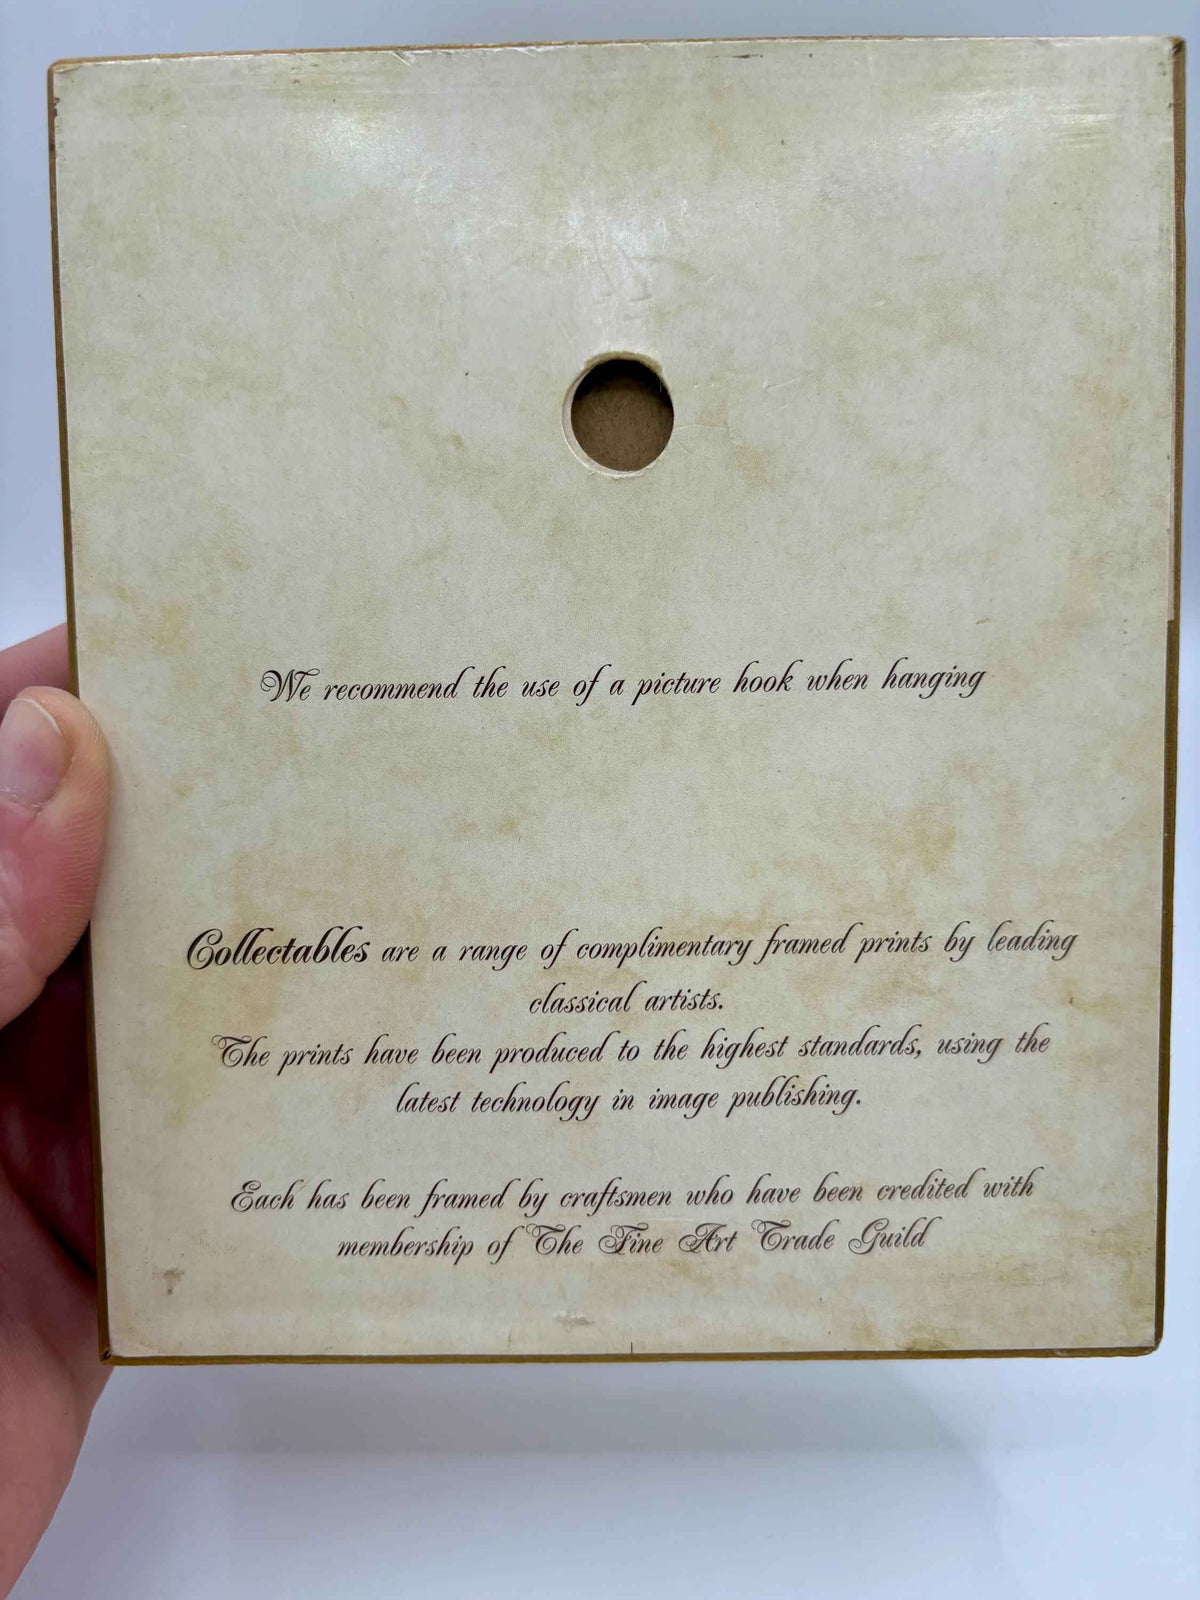 We recommend the use of a picture hook when hanging
Collectables are a range of complimentary framed prints by leading
classical artists.
The prints have been produced to the highest standards, using the
latest technology in image publishing.
Each has been framed by craftsmen who have been credited with
membership of The Fine Art Trade Guild